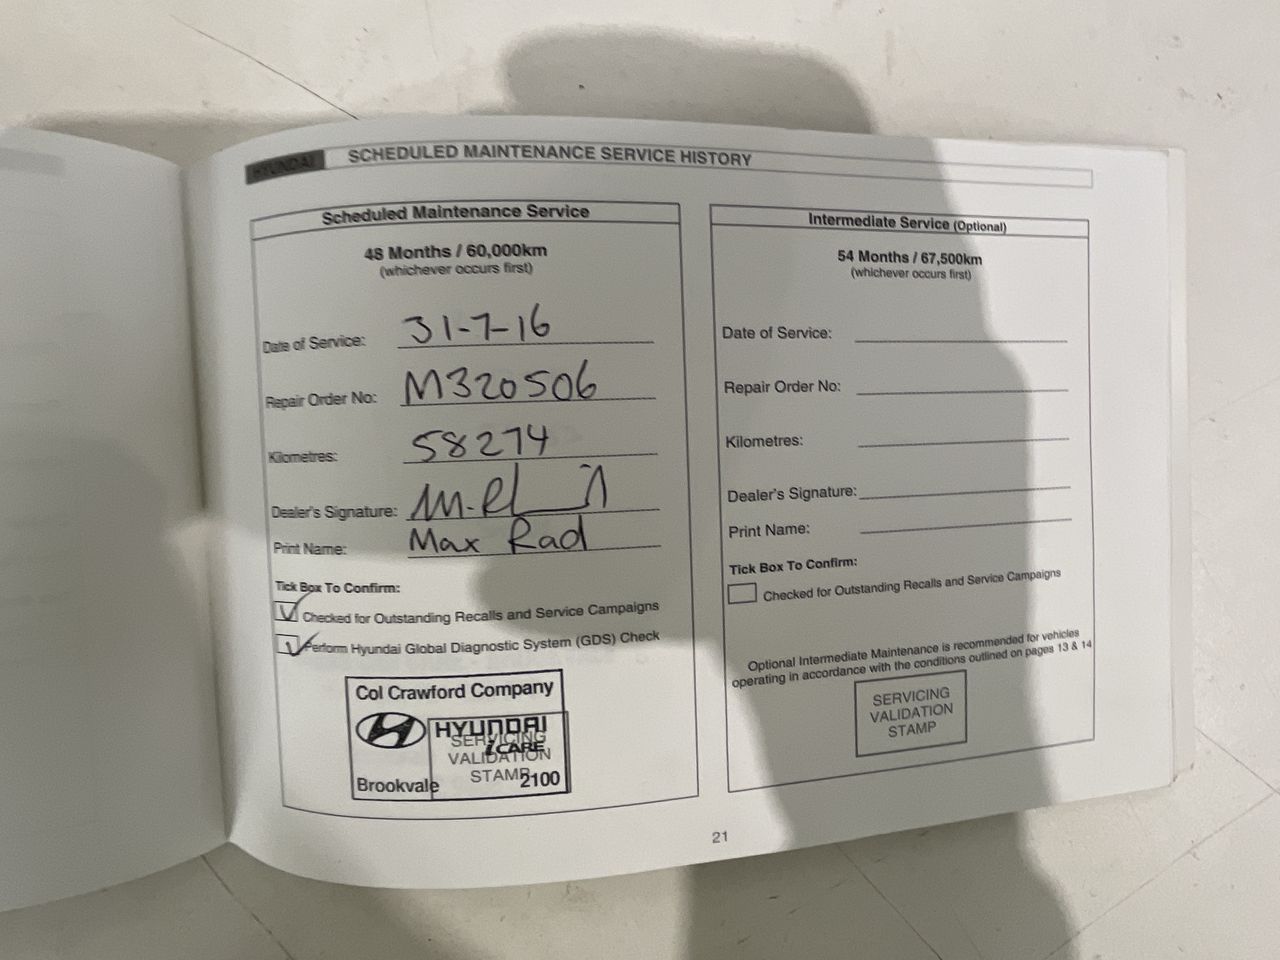 HYUNDAI SCHEDULED MAINTENANCE SERVICE HISTORY
Scheduled Maintenance Service
48 Months / 60,000km
(whichever occurs first)
Date of Service: 31-7-16
Repair Order No: M320506
Kilometres: 58274
Dealer's Signature:
Print Name: Max Rad
Tick Box To Confirm:
Checked for Outstanding Recalls and Service Campaigns
Perform Hyundai Global Diagnostic System (GDS) Check
Col Crawford Company
HYUNDAI
SERVICING
iCARE
VALIDATION
STAMP
Brookvale 2100
Intermediate Service (Optional)
54 Months / 67,500km
(whichever occurs first)
Date of Service:
Repair Order No:
Kilometres:
Dealer's Signature:
Print Name:
Tick Box To Confirm:
Checked for Outstanding Recalls and Service Campaigns
Optional Intermediate Maintenance is recommended for vehicles
operating in accordance with the conditions outlined on pages 13 & 14
SERVICING
VALIDATION
STAMP
21